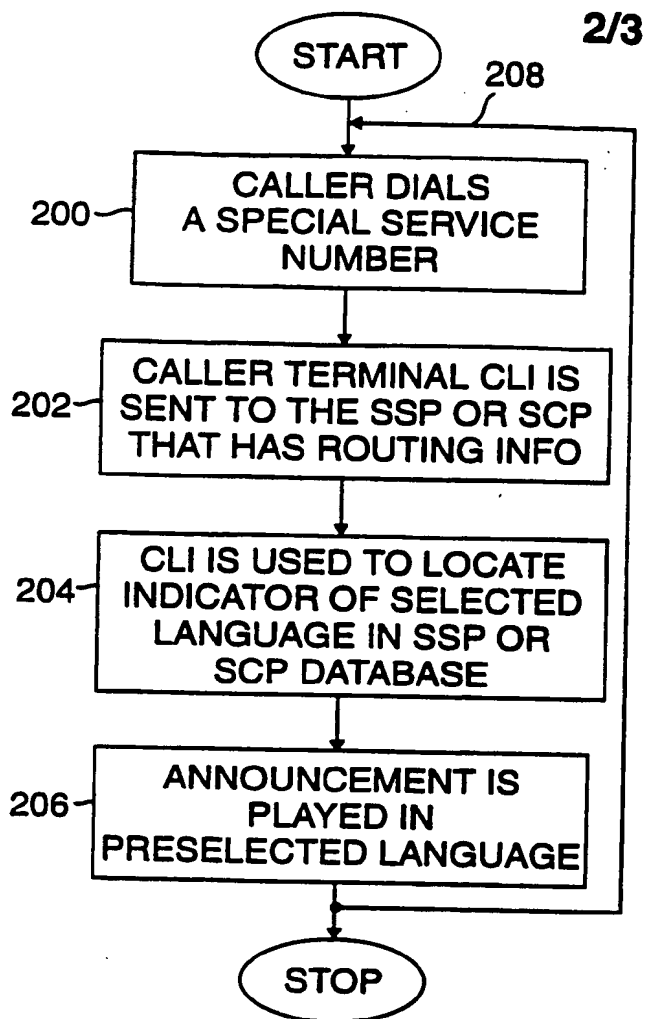 2/3
START
208
200
CALLER DIALS
A SPECIAL SERVICE
NUMBER
202
CALLER TERMINAL CLI IS
SENT TO THE SSP OR SCP
THAT HAS ROUTING INFO
204
CLI IS USED TO LOCATE
INDICATOR OF SELECTED
LANGUAGE IN SSP OR
SCP DATABASE
206
ANNOUNCEMENT IS
PLAYED IN
PRESELECTED LANGUAGE
STOP